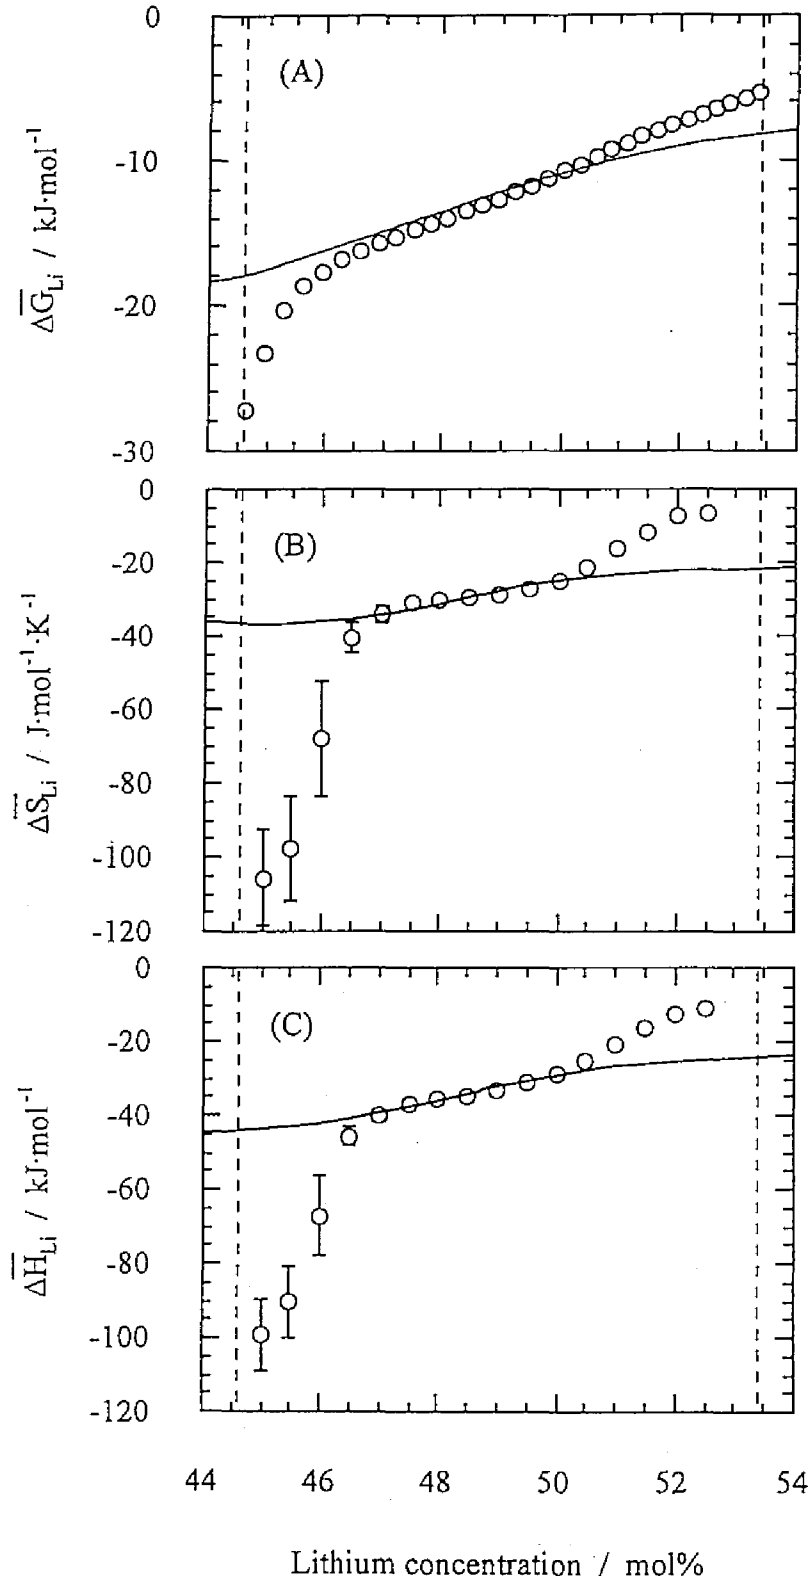 0
(A)
-10
-20
-30
ΔG̅Li / kJ·mol⁻¹
0
(B)
-20
-40
-60
-80
-100
-120
ΔS̅Li / J·mol⁻¹·K⁻¹
0
(C)
-20
-40
-60
-80
-100
-120
ΔH̅Li / kJ·mol⁻¹
44 46 48 50 52 54
Lithium concentration / mol%